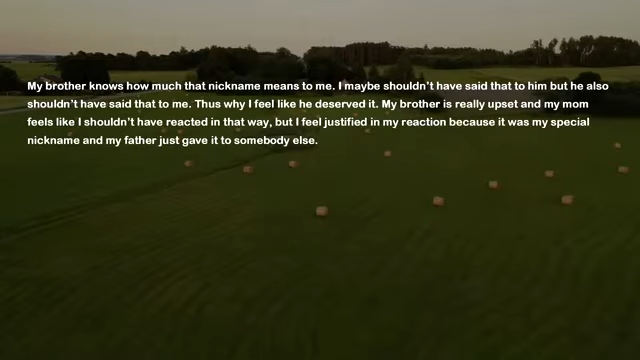 My brother knows how much that nickname means to me. I maybe shouldn't have said that to him but he also
shouldn't have said that to me. Thus why I feel like he deserved it. My brother is really upset and my mom
feels like I shouldn't have reacted in that way, but I feel justified in my reaction because it was my special
nickname and my father just gave it to somebody else.